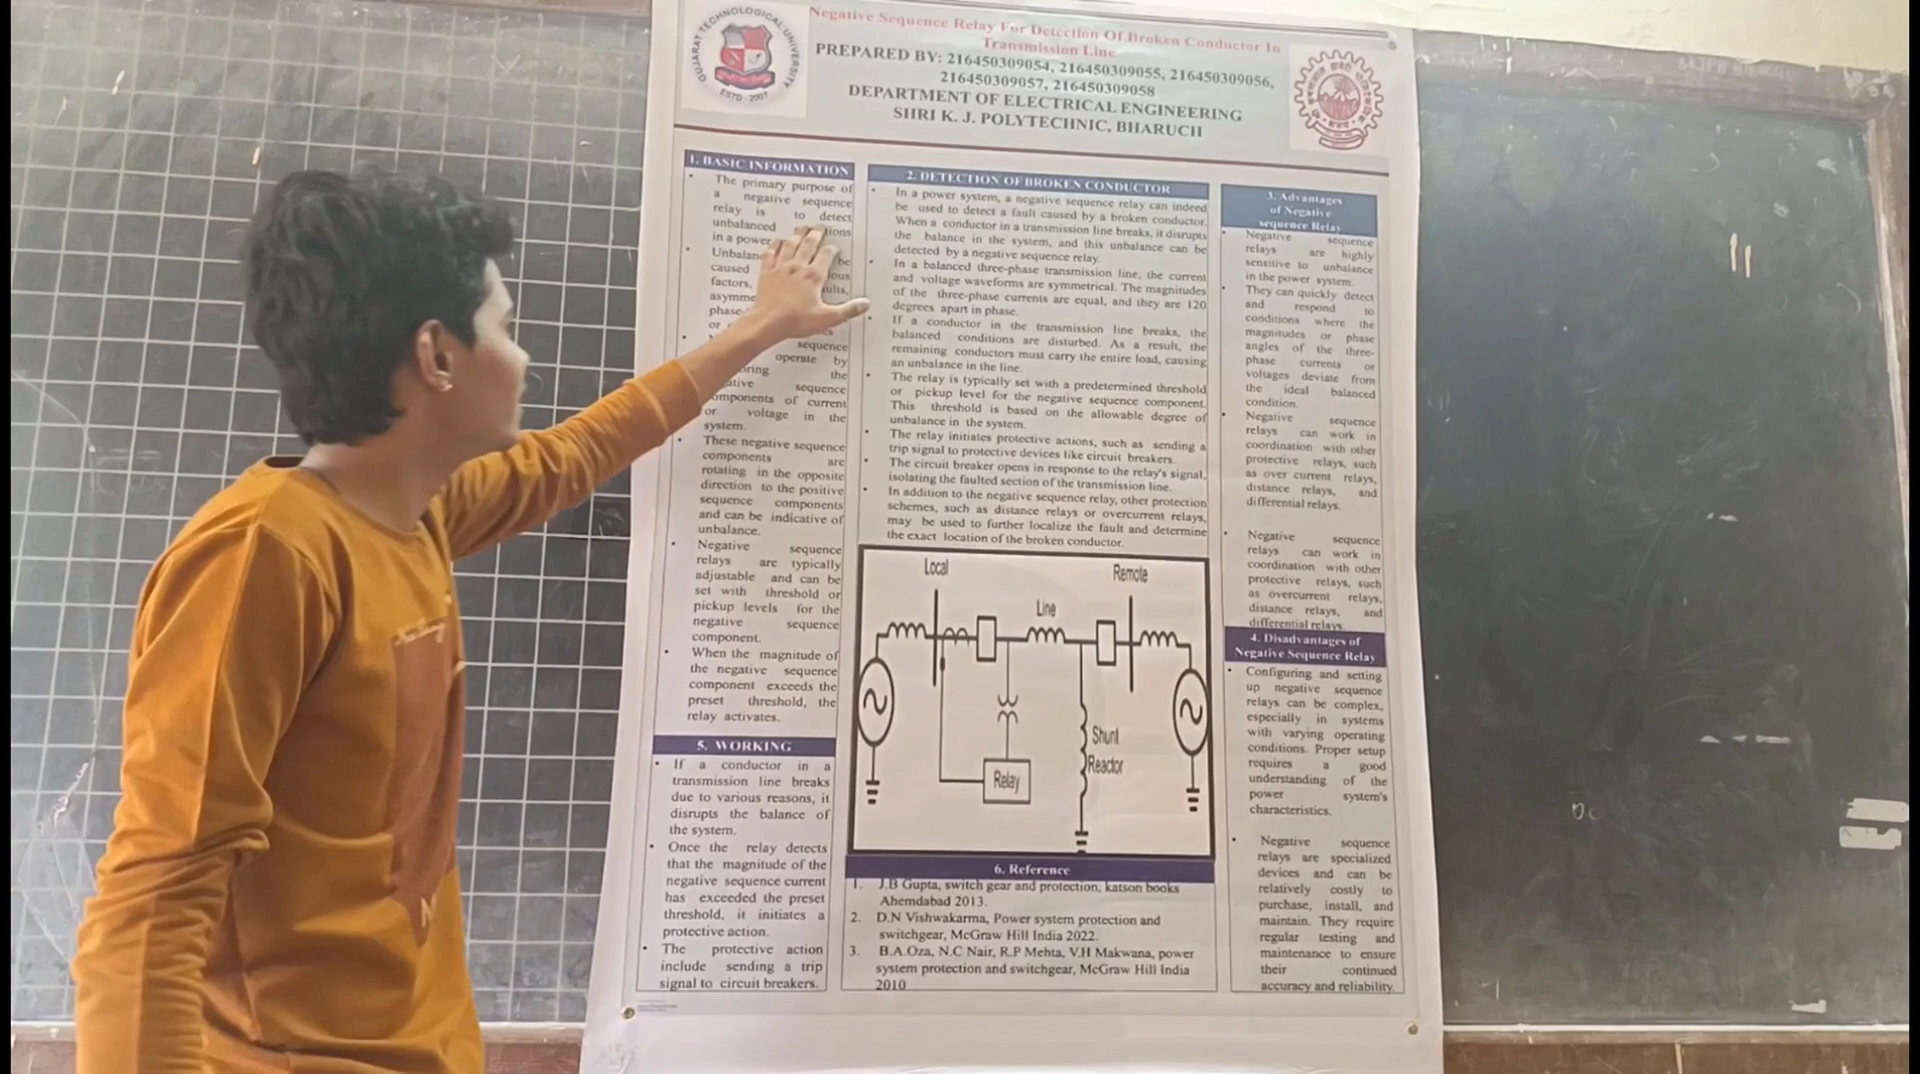 GUJARAT TECHNOLOGICAL UNIVERSITY
ESTD - 2007
Negative Sequence Relay For Detection Of Broken Conductor In
Transmission Line
PREPARED BY: 216450309054, 216450309055, 216450309056,
216450309057, 216450309058
DEPARTMENT OF ELECTRICAL ENGINEERING
SHRI K. J. POLYTECHNIC, BHARUCH
1. BASIC INFORMATION
• The primary purpose of
a negative sequence
relay is to detect
unbalanced
in a power
•
be
caused
factors,
phase
or
sequence
operate by
the
sequence
components of current
or voltage in the
system.
• These negative sequence
components are
rotating in the opposite
direction to the positive
sequence components
and can be indicative of
unbalance.
• Negative sequence
relays are typically
adjustable and can be
set with threshold or
pickup levels for the
negative sequence
component.
• When the magnitude of
the negative sequence
component exceeds the
preset threshold, the
relay activates.
5. WORKING
• If a conductor in a
transmission line breaks
due to various reasons, it
disrupts the balance of
the system.
• Once the relay detects
that the magnitude of the
negative sequence current
has exceeded the preset
threshold, it initiates a
protective action.
• The protective action
include sending a trip
signal to circuit breakers.
2. DETECTION OF BROKEN CONDUCTOR
• In a power system, a negative sequence relay can indeed
be used to detect a fault caused by a broken conductor.
When a conductor in a transmission line breaks, it disrupts
the balance in the system, and this unbalance can be
detected by a negative sequence relay.
• In a balanced three-phase transmission line, the current
and voltage waveforms are symmetrical. The magnitudes
of the three-phase currents are equal, and they are 120
degrees apart in phase.
• If a conductor in the transmission line breaks, the
balanced conditions are disturbed. As a result, the
remaining conductors must carry the entire load, causing
an unbalance in the line.
• The relay is typically set with a predetermined threshold
or pickup level for the negative sequence component.
This threshold is based on the allowable degree of
unbalance in the system.
• The relay initiates protective actions, such as sending a
trip signal to protective devices like circuit breakers.
• The circuit breaker opens in response to the relay's signal,
isolating the faulted section of the transmission line.
• In addition to the negative sequence relay, other protection
schemes, such as distance relays or overcurrent relays,
may be used to further localize the fault and determine
the exact location of the broken conductor.
Local
Remote
Line
Shunt
Reactor
Relay
6. Reference
1. J.B Gupta, switch gear and protection, katson books
Ahemdabad 2013.
2. D.N Vishwakarma, Power system protection and
switchgear, McGraw Hill India 2022.
3. B.A.Oza, N.C Nair, R.P Mehta, V.H Makwana, power
system protection and switchgear, McGraw Hill India
2010
3. Advantages
of Negative
sequence Relay
• Negative sequence
relays are highly
sensitive to unbalance
in the power system.
• They can quickly detect
and respond to
conditions where the
magnitudes or phase
angles of the three-
phase currents or
voltages deviate from
the ideal balanced
condition.
• Negative sequence
relays can work in
coordination with other
protective relays, such
as over current relays,
distance relays, and
differential relays.
• Negative sequence
relays can work in
coordination with other
protective relays, such
as overcurrent relays,
distance relays, and
differential relays.
4. Disadvantages of
Negative Sequence Relay
• Configuring and setting
up negative sequence
relays can be complex,
especially in systems
with varying operating
conditions. Proper setup
requires a good
understanding of the
power system's
characteristics.
• Negative sequence
relays are specialized
devices and can be
relatively costly to
purchase, install, and
maintain. They require
regular testing and
maintenance to ensure
their continued
accuracy and reliability.